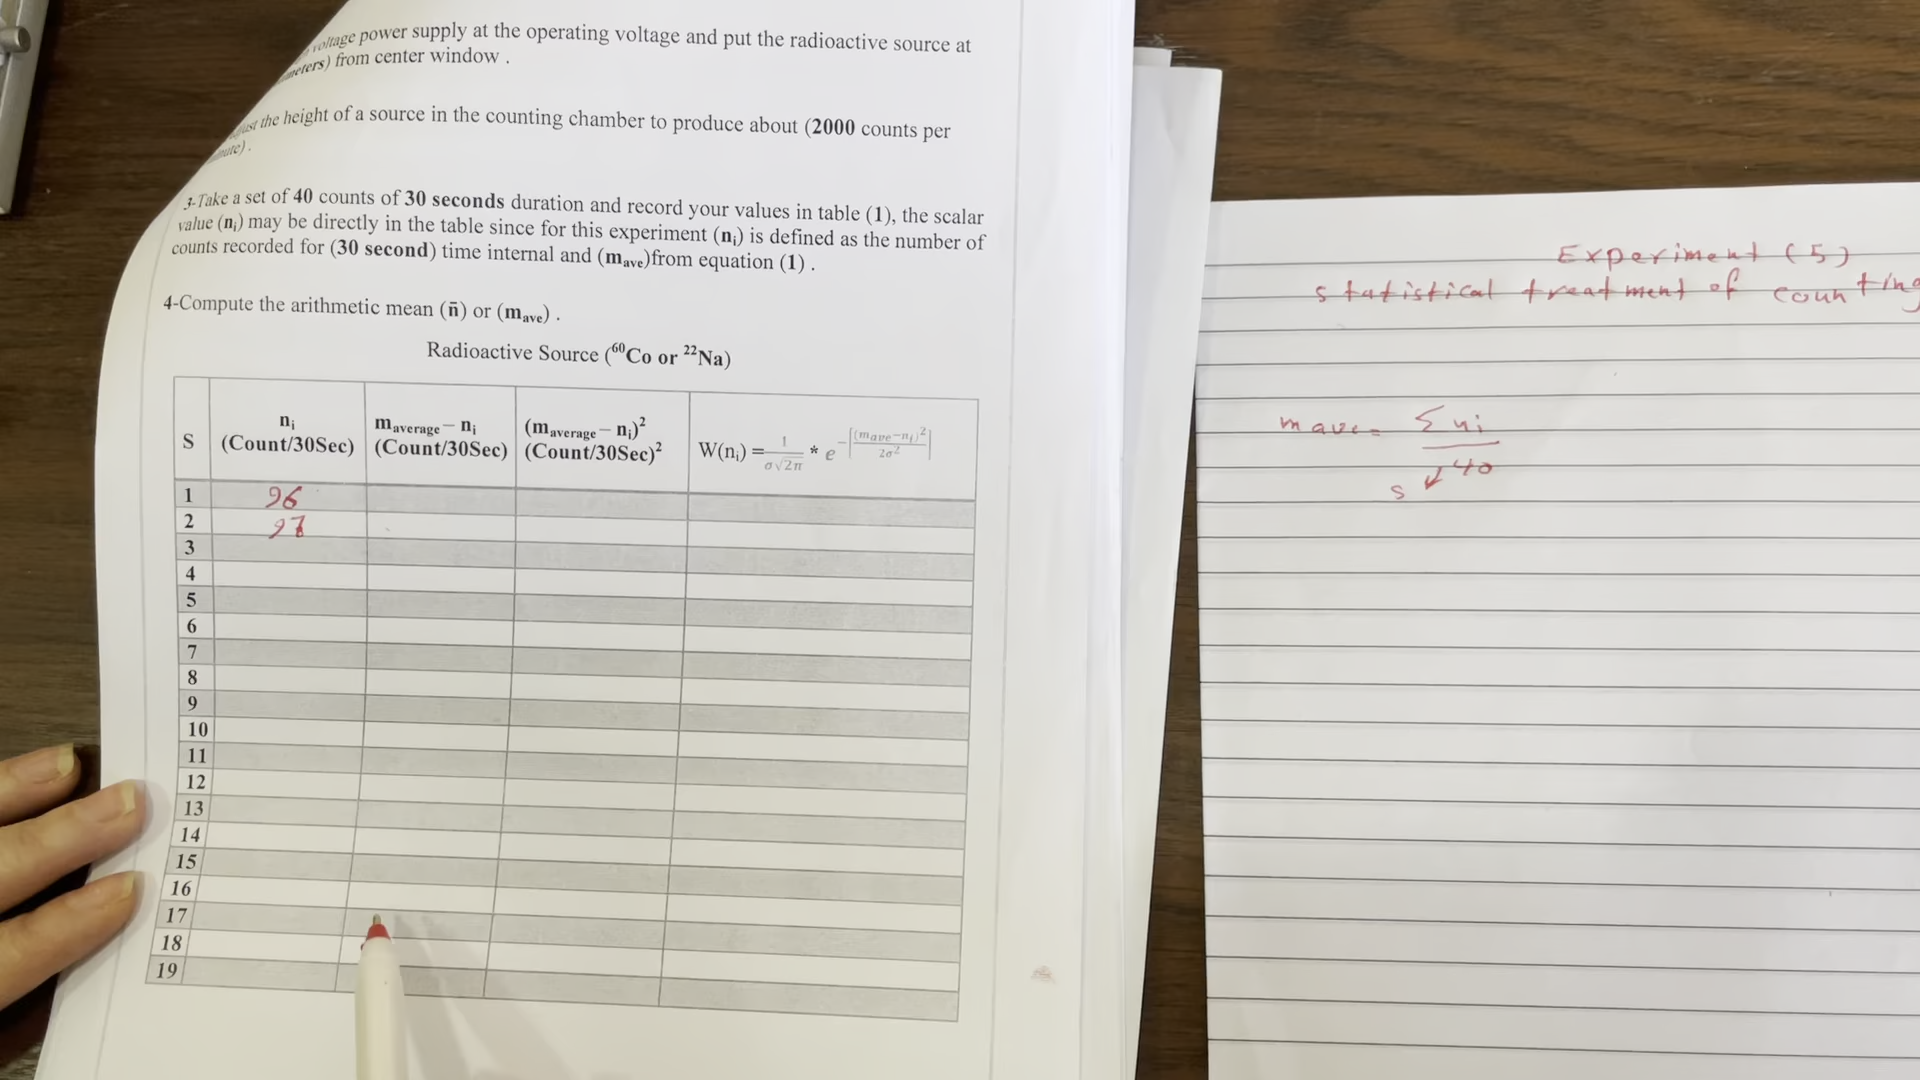 voltage power supply at the operating voltage and put the radioactive source at
meters) from center window .
the height of a source in the counting chamber to produce about (2000 counts per
3-Take a set of 40 counts of 30 seconds duration and record your values in table (1), the scalar
value (nᵢ) may be directly in the table since for this experiment (nᵢ) is defined as the number of
counts recorded for (30 second) time internal and (mₐᵥₑ)from equation (1) .
4-Compute the arithmetic mean (n̄) or (mₐᵥₑ) .
Radioactive Source (⁶⁰Co or ²²Na)
S nᵢ (Count/30Sec) m_average − nᵢ (Count/30Sec) (m_average − nᵢ)² (Count/30Sec)² W(nᵢ) = 1/(σ√2π) * e^−[(m_ave−n_i)²/2σ²]
1 96
2
3
4
5
6
7
8
9
10
11
12
13
14
15
16
17
18
19
Experiment (5)
statistical treatment of counting
mave = Σni
40
s